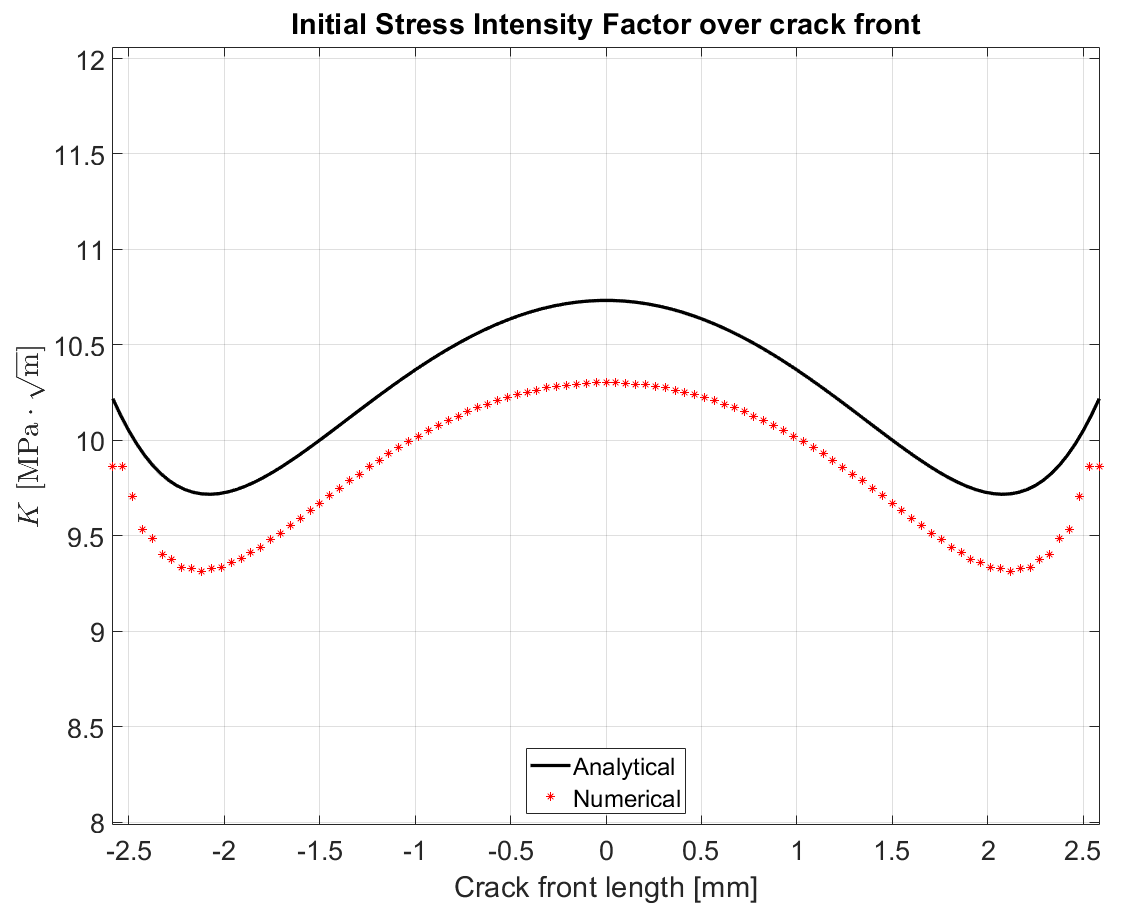 Initial Stress Intensity Factor over crack front
12
11.5
11
10.5
10
9.5
9
8.5
8
K [MPa · √m]
-2.5 -2 -1.5 -1 -0.5 0 0.5 1 1.5 2 2.5
Crack front length [mm]
Analytical
Numerical